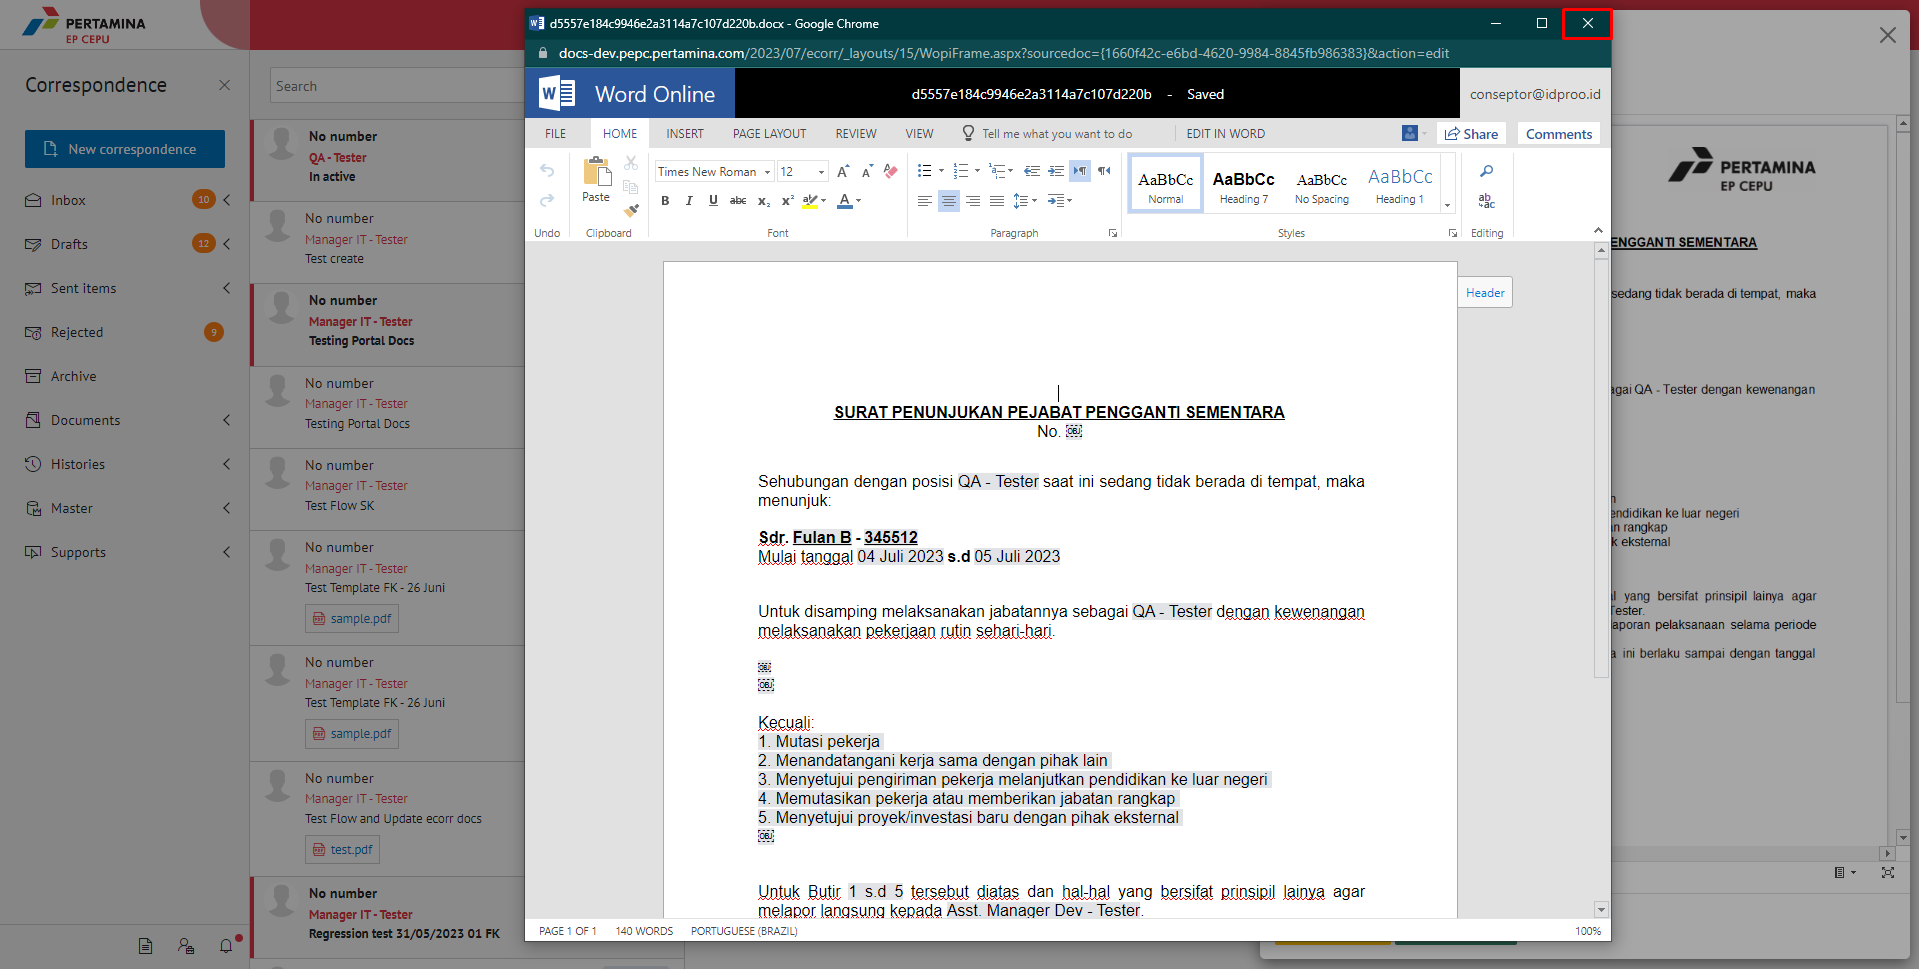 PERTAMINA
EP CEPU
Correspondence
New correspondence
Inbox
10
Drafts
12
Sent items
Rejected
9
Archive
Documents
Histories
Master
Supports
Search
No number
QA - Tester
In active
No number
Manager IT - Tester
Test create
No number
Manager IT - Tester
Testing Portal Docs
No number
Manager IT - Tester
Testing Portal Docs
No number
Manager IT - Tester
Test Flow SK
No number
Manager IT - Tester
Test Template FK - 26 Juni
sample.pdf
No number
Manager IT - Tester
Test Template FK - 26 Juni
sample.pdf
No number
Manager IT - Tester
Test Flow and Update ecorr docs
test.pdf
No number
Manager IT - Tester
Regression test 31/05/2023 01 FK
d5557e184c9946e2a3114a7c107d220b.docx - Google Chrome
docs-dev.pepc.pertamina.com/2023/07/ecorr/_layouts/15/WopiFrame.aspx?sourcedoc={1660f42c-e6bd-4620-9984-8845fb986383}&action=edit
Word Online
d5557e184c9946e2a3114a7c107d220b - Saved
conseptor@idproo.id
FILE HOME INSERT PAGE LAYOUT REVIEW VIEW Tell me what you want to do EDIT IN WORD
Share
Comments
Paste
Times New Roman
12
B I U abc x₂ x² ab A
AaBbCc
Normal
AaBbCc
Heading 7
AaBbCc
No Spacing
AaBbCc
Heading 1
Undo Clipboard Font Paragraph Styles Editing
Header
SURAT PENUNJUKAN PEJABAT PENGGANTI SEMENTARA
No. OBJ
Sehubungan dengan posisi QA - Tester saat ini sedang tidak berada di tempat, maka
menunjuk:
Sdr. Fulan B - 345512
Mulai tanggal 04 Juli 2023 s.d 05 Juli 2023
Untuk disamping melaksanakan jabatannya sebagai QA - Tester dengan kewenangan
melaksanakan pekerjaan rutin sehari-hari.
OBJ
OBJ
Kecuali:
1. Mutasi pekerja
2. Menandatangani kerja sama dengan pihak lain
3. Menyetujui pengiriman pekerja melanjutkan pendidikan ke luar negeri
4. Memutasikan pekerja atau memberikan jabatan rangkap
5. Menyetujui proyek/investasi baru dengan pihak eksternal
OBJ
Untuk Butir 1 s.d 5 tersebut diatas dan hal-hal yang bersifat prinsipil lainya agar
melapor langsung kepada Asst. Manager Dev - Tester.
PAGE 1 OF 1 140 WORDS PORTUGUESE (BRAZIL)
100%
PERTAMINA
EP CEPU
ENGGANTI SEMENTARA
sedang tidak berada di tempat, maka
agai QA - Tester dengan kewenangan
n
endidikan ke luar negeri
n rangkap
k eksternal
l yang bersifat prinsipil lainya agar
Tester.
aporan pelaksanaan selama periode
a ini berlaku sampai dengan tanggal